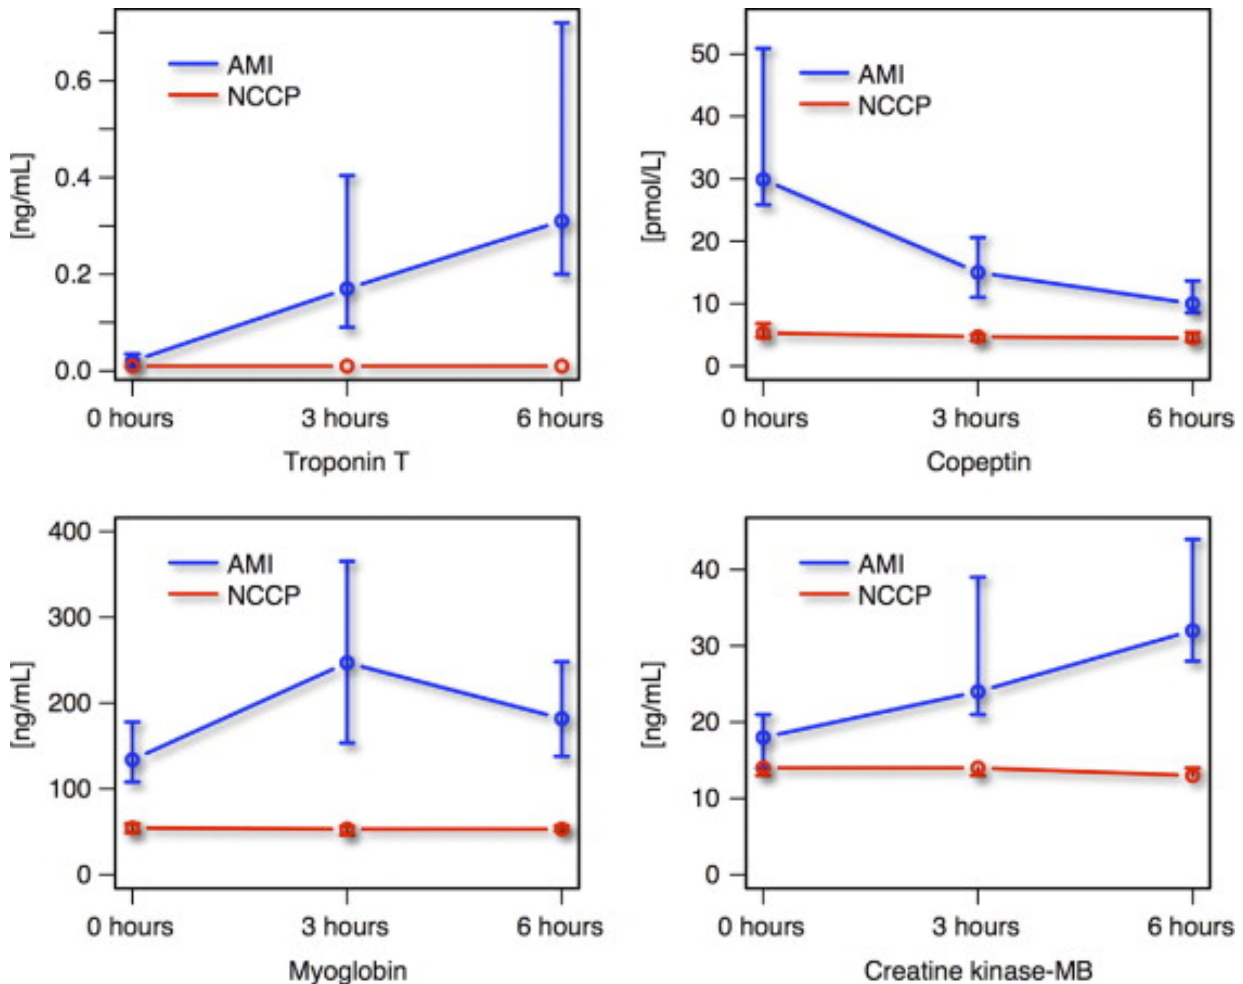 AMI
NCCP
[ng/mL]
0.6
0.4
0.2
0.0
0 hours
3 hours
6 hours
Troponin T
AMI
NCCP
[pmol/L]
50
40
30
20
10
0
0 hours
3 hours
6 hours
Copeptin
AMI
NCCP
[ng/mL]
400
300
200
100
0
0 hours
3 hours
6 hours
Myoglobin
AMI
NCCP
[ng/mL]
40
30
20
10
0
0 hours
3 hours
6 hours
Creatine kinase-MB